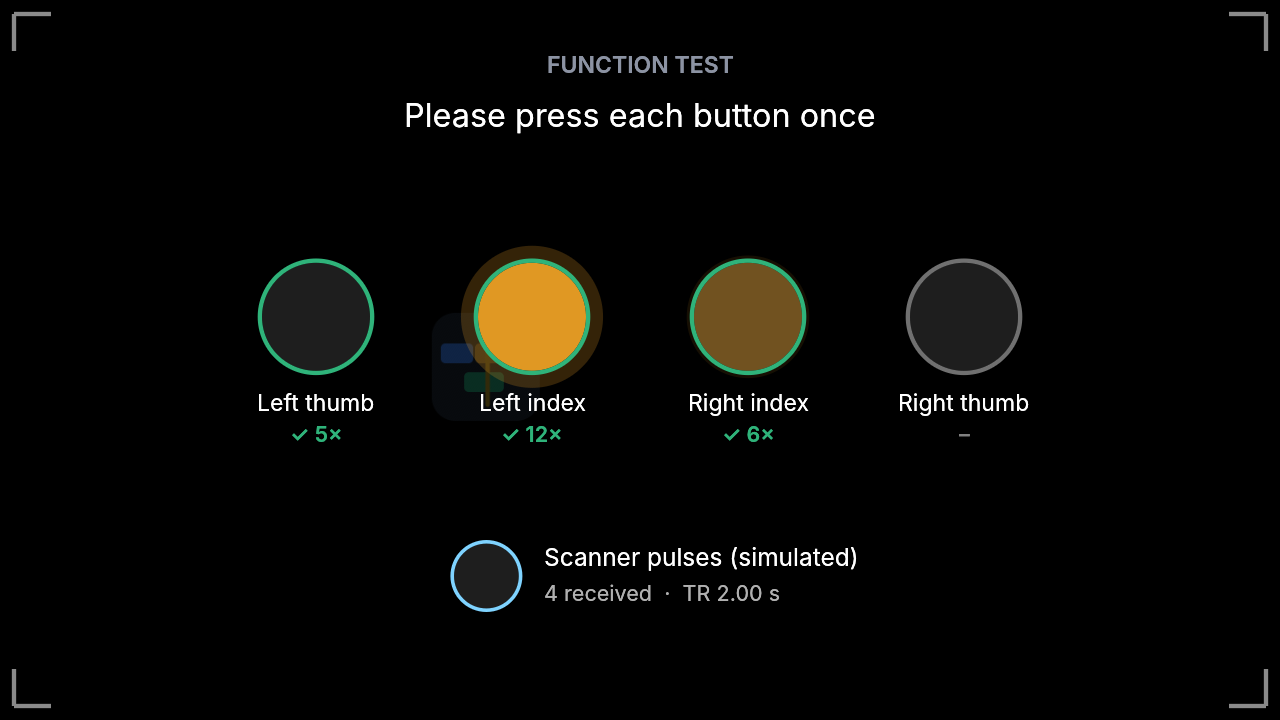 FUNCTION TEST
Please press each button once
Left thumb
✓ 5×
Left index
✓ 12×
Right index
✓ 6×
Right thumb
–
Scanner pulses (simulated)
4 received · TR 2.00 s